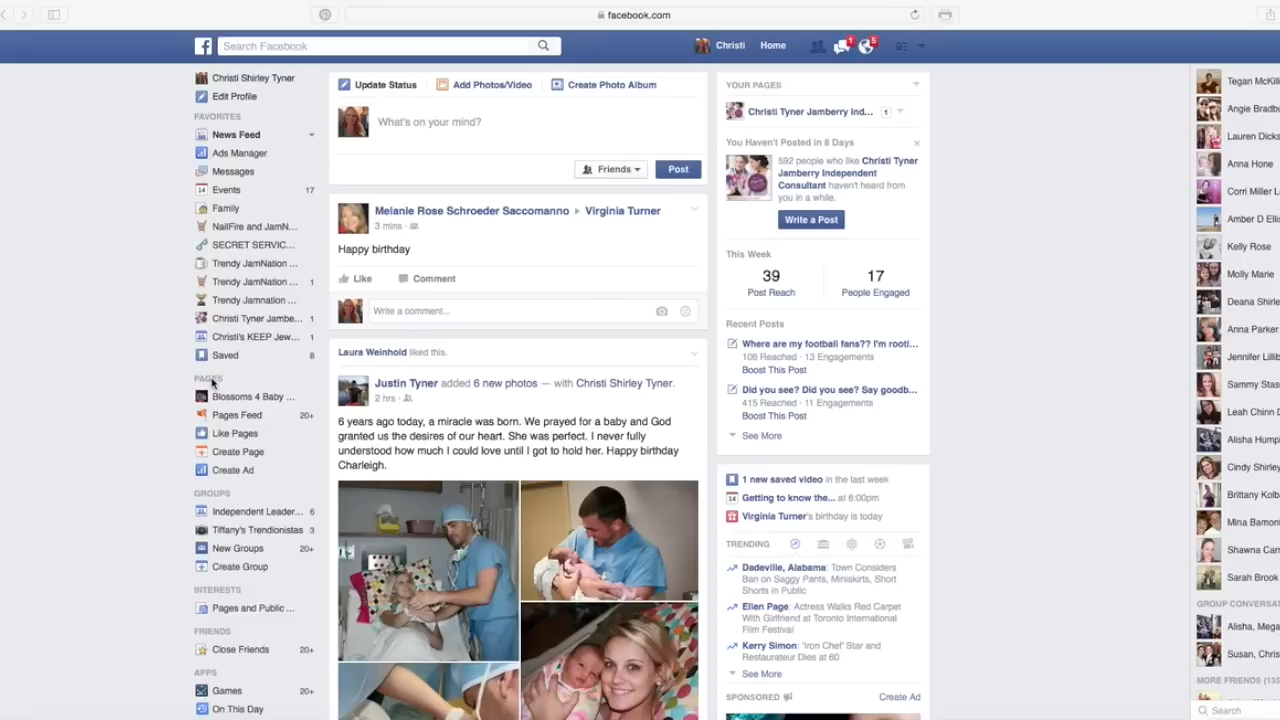 facebook.com
Search Facebook
Christi
Home
1
5
Christi Shirley Tyner
Edit Profile
FAVORITES
News Feed
Ads Manager
Messages
14
Events
17
Family
NailFire and JamN...
SECRET SERVIC...
Trendy JamNation ...
Trendy JamNation ...
1
Trendy Jamnation ...
Christi Tyner Jambe...
1
Christi's KEEP Jew...
1
Saved
8
PAGES
Blossoms 4 Baby ...
Pages Feed
20+
Like Pages
Create Page
Create Ad
GROUPS
Independent Leader...
6
Tiffany's Trendionistas
3
New Groups
20+
Create Group
INTERESTS
Pages and Public ...
FRIENDS
Close Friends
20+
APPS
Games
20+
On This Day
Update Status
Add Photos/Video
Create Photo Album
What's on your mind?
Friends
Post
Melanie Rose Schroeder Saccomanno
Virginia Turner
3 mins ·
Happy birthday
Like
Comment
Write a comment...
Laura Weinhold liked this.
Justin Tyner added 6 new photos — with Christi Shirley Tyner.
2 hrs ·
6 years ago today, a miracle was born. We prayed for a baby and God
granted us the desires of our heart. She was perfect. I never fully
understood how much I could love until I got to hold her. Happy birthday
Charleigh.
YOUR PAGES
Christi Tyner Jamberry Ind...
1
You Haven't Posted in 8 Days
592 people who like Christi Tyner
Jamberry Independent
Consultant haven't heard from
you in a while.
Write a Post
This Week
39
Post Reach
17
People Engaged
Recent Posts
Where are my football fans?? I'm rooti...
106 Reached · 13 Engagements
Boost This Post
Did you see? Did you see? Say goodb...
415 Reached · 11 Engagements
Boost This Post
See More
1 new saved video in the last week
14
Getting to know the... at 6:00pm
Virginia Turner's birthday is today
TRENDING
Dadeville, Alabama: Town Considers
Ban on Saggy Pants, Miniskirts, Short
Shorts in Public
Ellen Page: Actress Walks Red Carpet
With Girlfriend at Toronto International
Film Festival
Kerry Simon: 'Iron Chef' Star and
Restaurateur Dies at 60
See More
SPONSORED
Create Ad
Tegan McKill
Angie Bradbu
Lauren Dicks
Anna Hone
Corri Miller L
Amber D Elli
Kelly Rose
Molly Marie
Deana Shirle
Anna Parker
Jennifer Lillib
Sammy Stas
Leah Chinn D
Alisha Hump
Cindy Shirley
Brittany Kolb
Mina Bamon
Shawna Carr
Sarah Brook
GROUP CONVERSAT
Alisha, Mega
Susan, Chris
MORE FRIENDS (135
Search